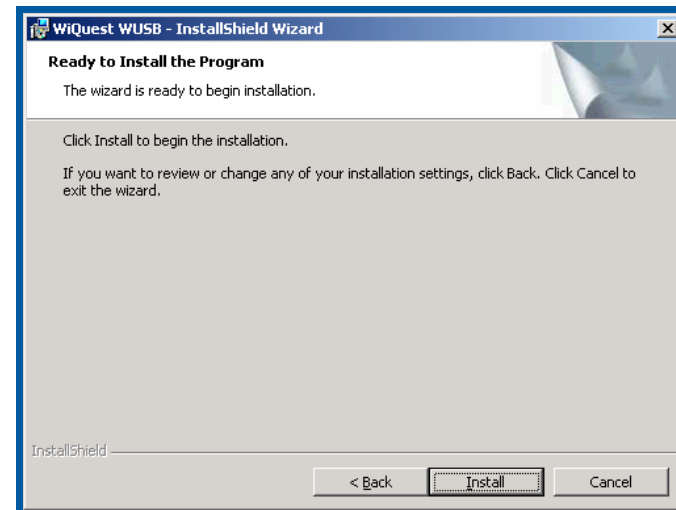 WiQuest WUSB - InstallShield Wizard
Ready to Install the Program
The wizard is ready to begin installation.
Click Install to begin the installation.
If you want to review or change any of your installation settings, click Back. Click Cancel to
exit the wizard.
InstallShield
< Back Install Cancel